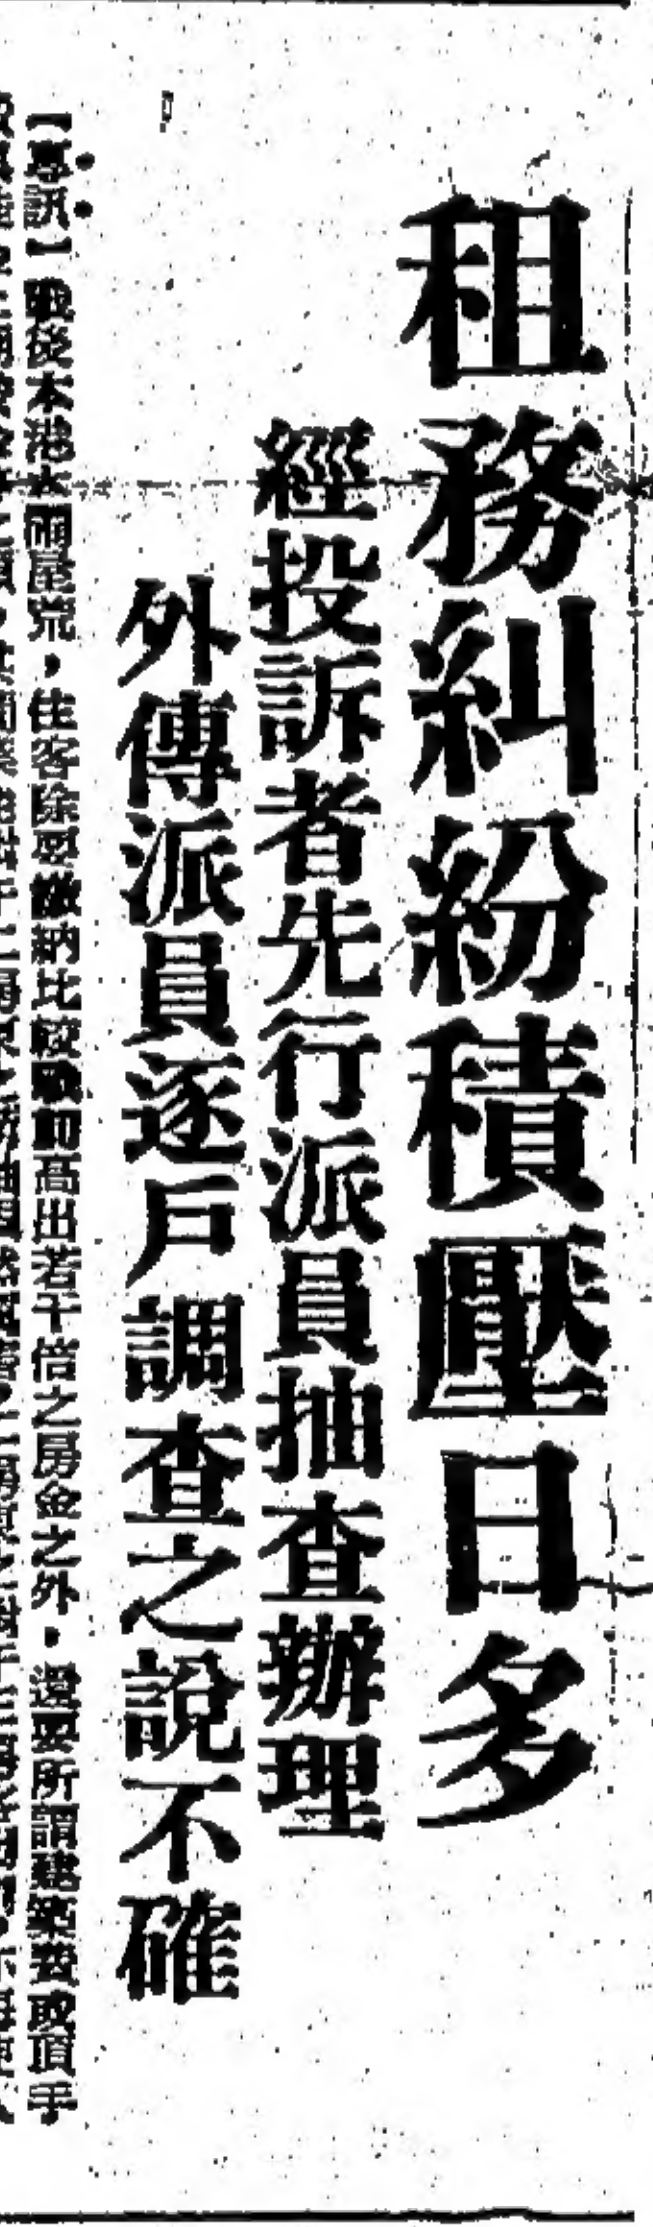 租務糾紛積壓日多
經投訴者先行派員抽查辦理
外傳派員逐戶調查之說不確
【專訊】戰後本港大鬧屋荒，住客除要繳納比較戰前高出若干倍之房金之外，還要所謂建築費或頂手